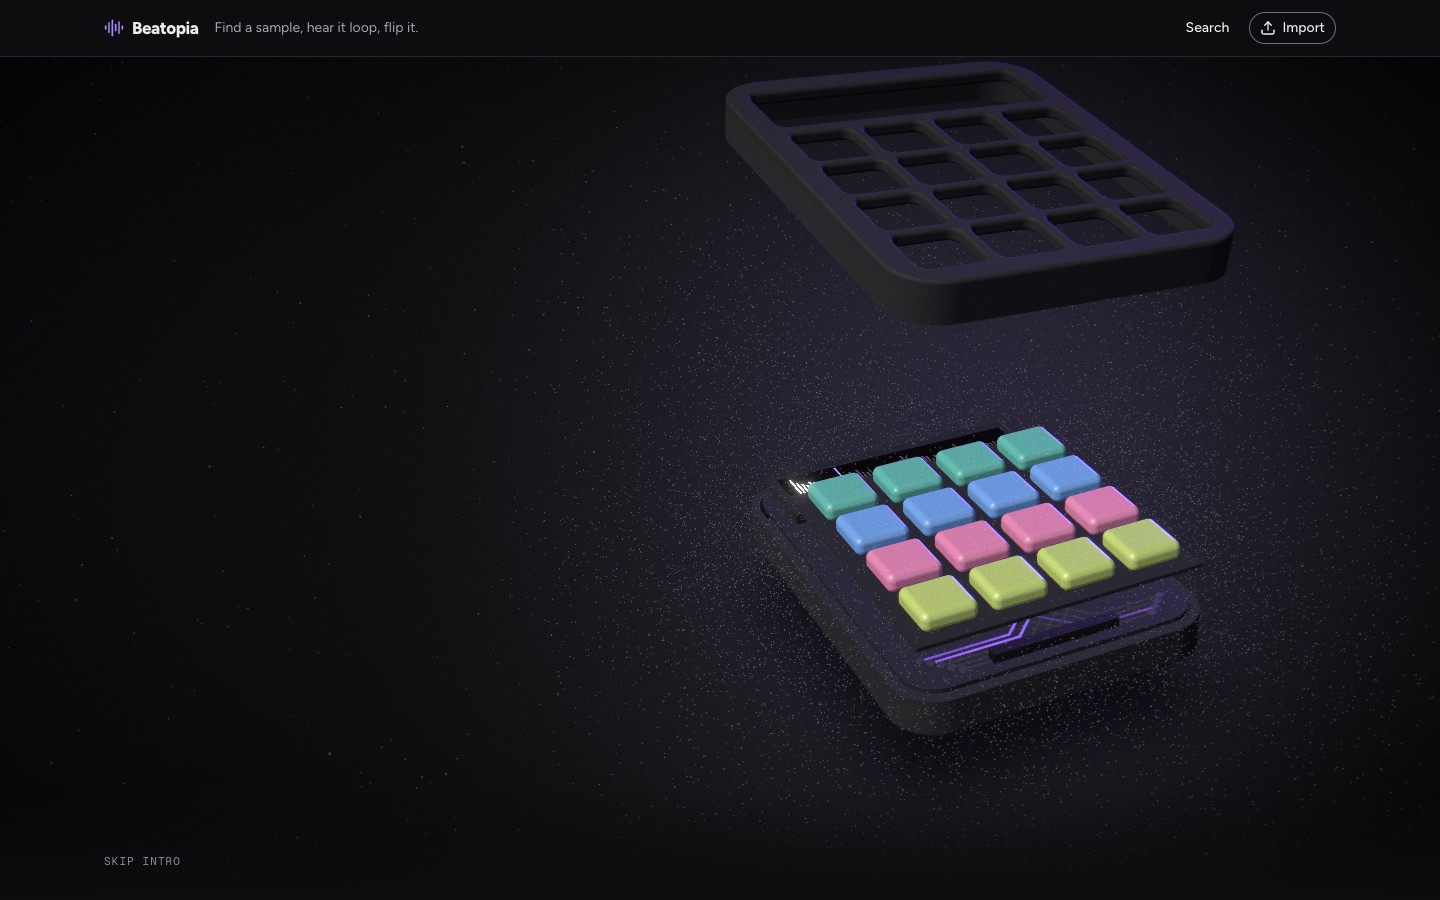 Beatopia
Find a sample, hear it loop, flip it.
Search
Import
SKIP INTRO